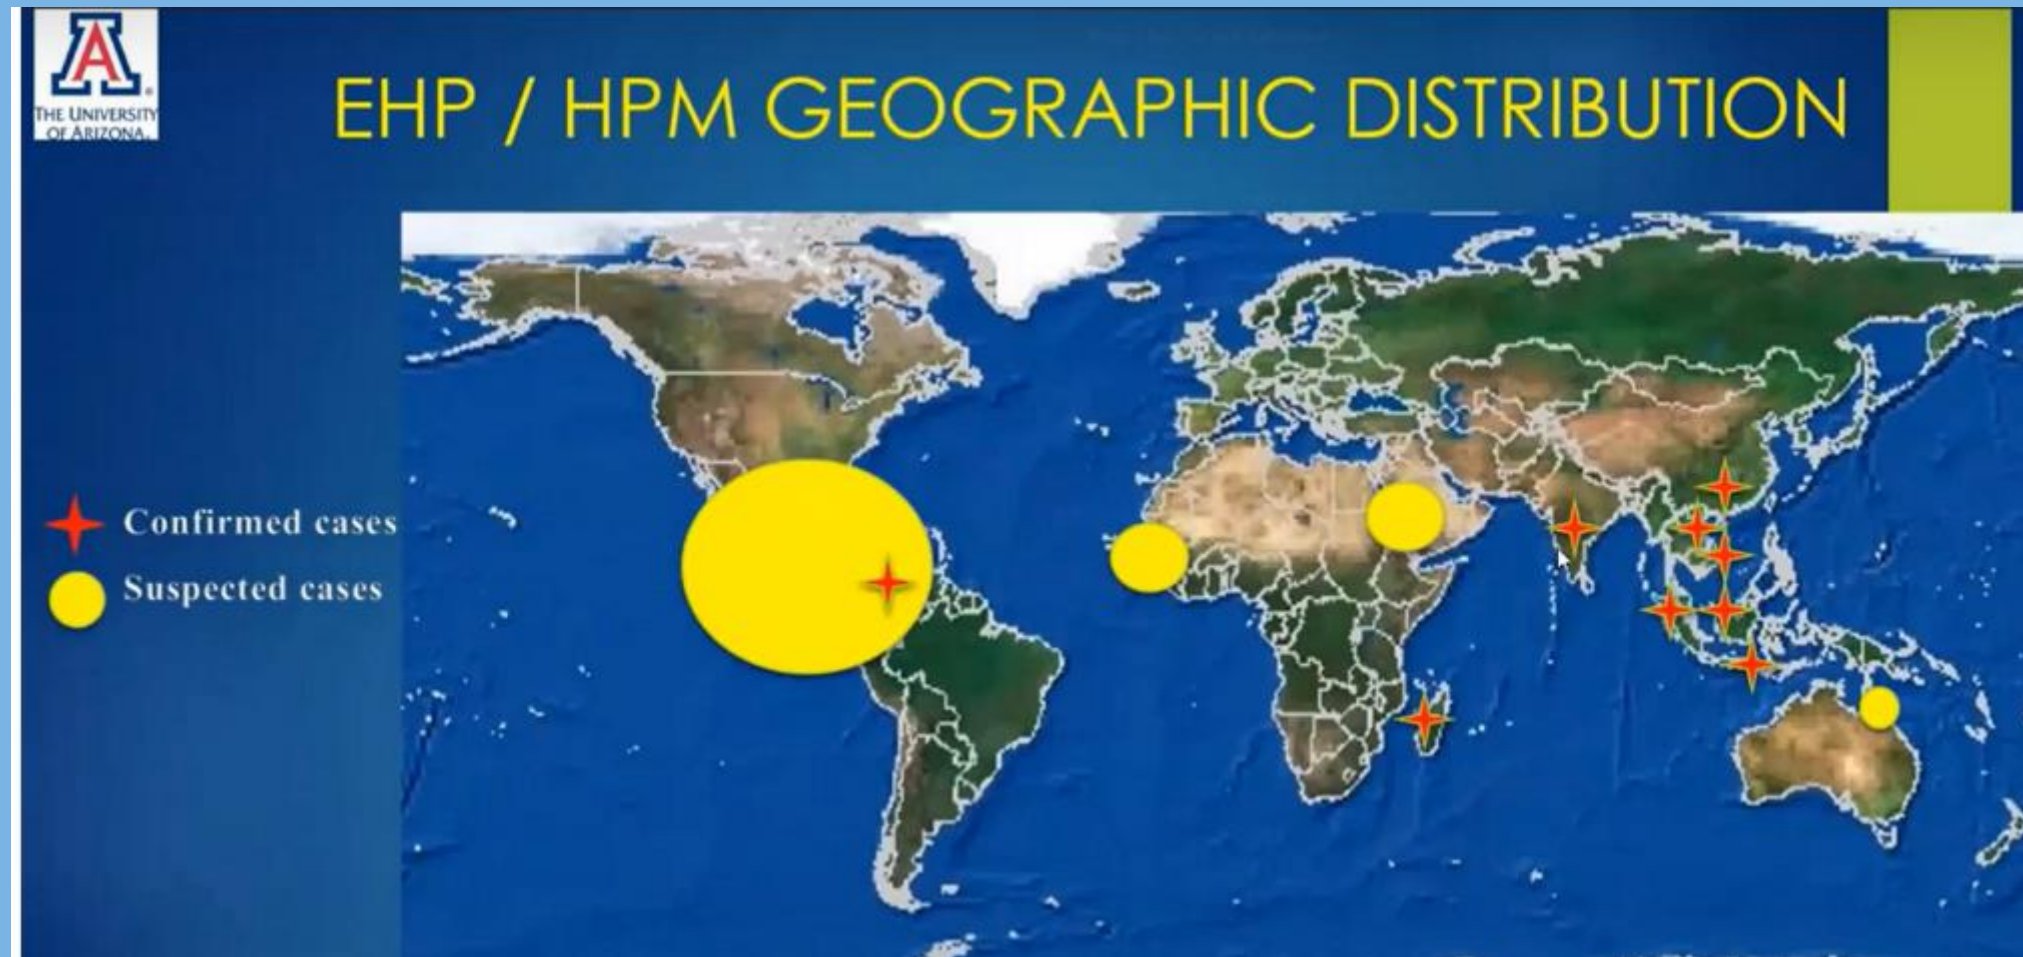 A
THE UNIVERSITY
OF ARIZONA.
EHP / HPM GEOGRAPHIC DISTRIBUTION
Confirmed cases
Suspected cases